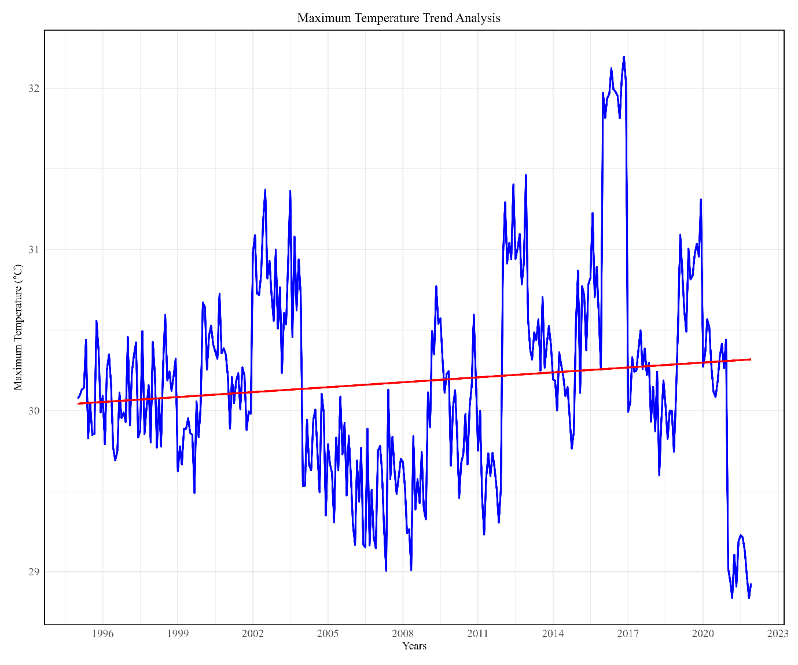 Maximum Temperature Trend Analysis
Maximum Temperature (°C)
32
31
30
29
1996 1999 2002 2005 2008 2011 2014 2017 2020 2023
Years